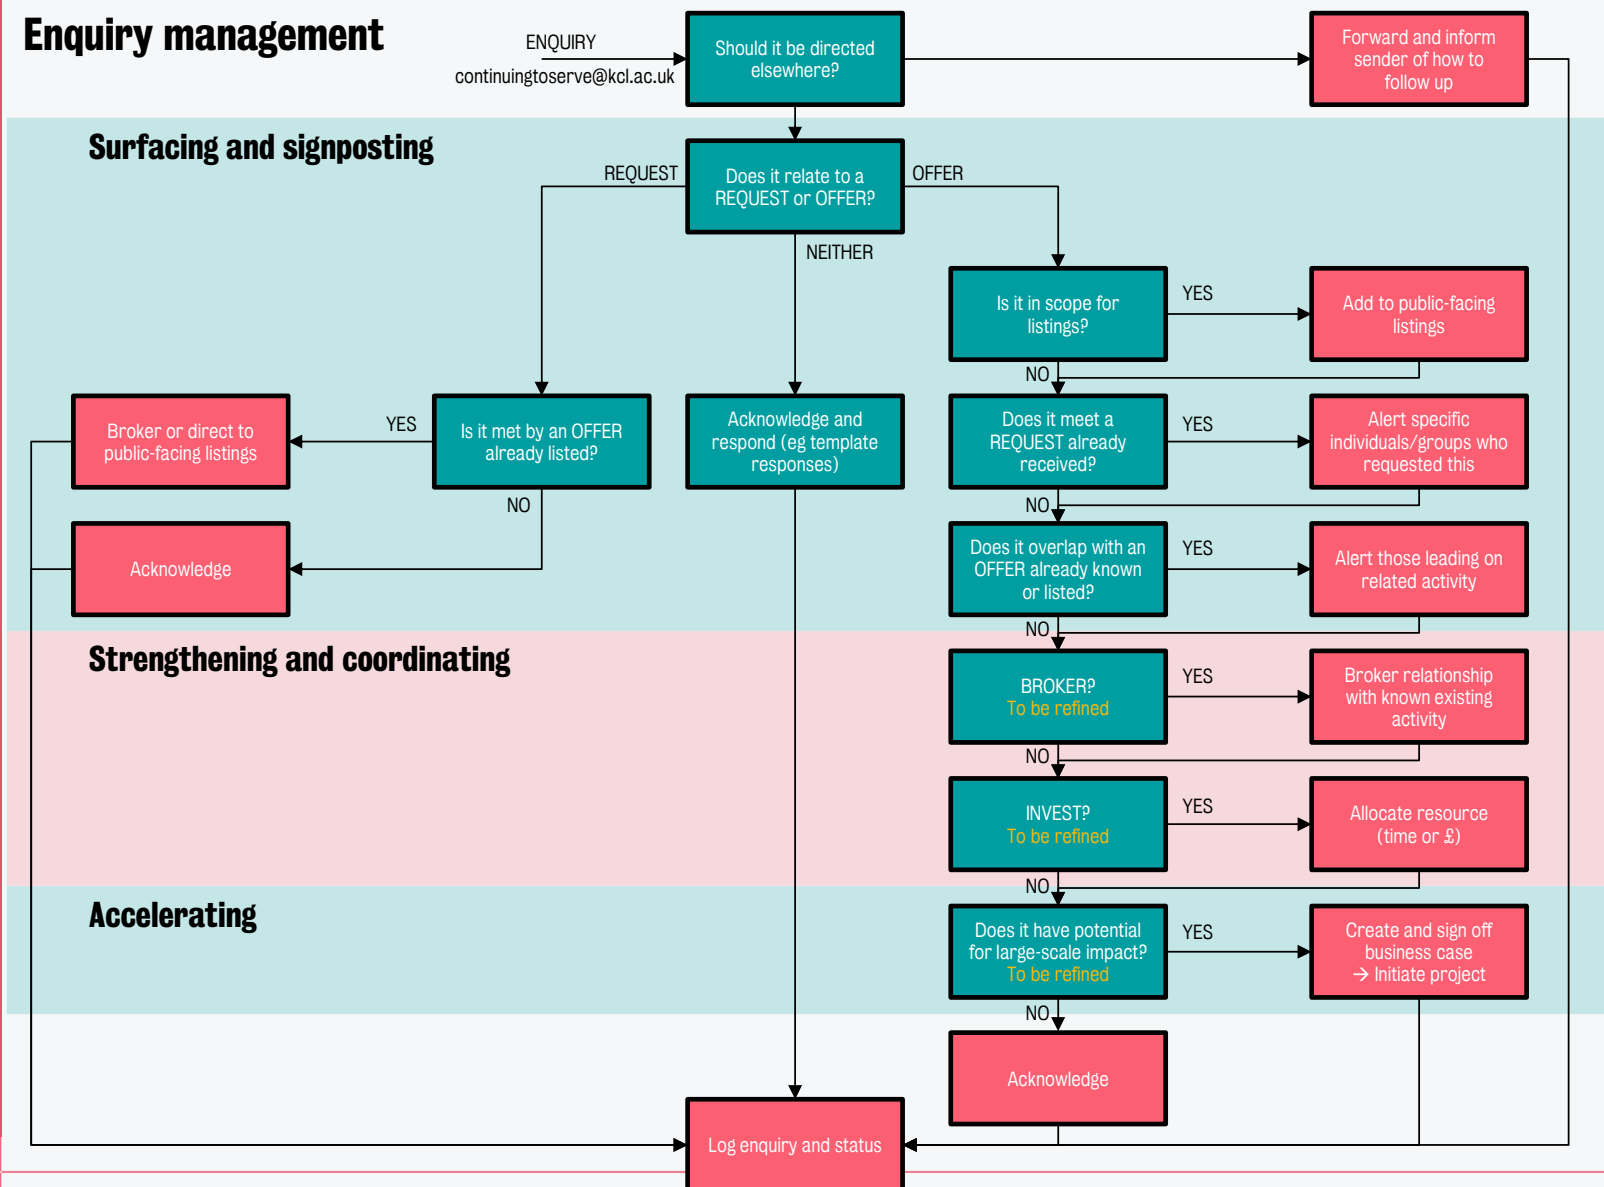 Enquiry management
ENQUIRY
continuingtoserve@kcl.ac.uk
Should it be directed
elsewhere?
Forward and inform
sender of how to
follow up
Surfacing and signposting
REQUEST
Does it relate to a
REQUEST or OFFER?
OFFER
NEITHER
Is it in scope for
listings?
YES
Add to public-facing
listings
NO
Broker or direct to
public-facing listings
YES
Is it met by an OFFER
already listed?
NO
Acknowledge and
respond (eg template
responses)
Does it meet a
REQUEST already
received?
YES
Alert specific
individuals/groups who
requested this
NO
Acknowledge
Does it overlap with an
OFFER already known
or listed?
YES
Alert those leading on
related activity
NO
Strengthening and coordinating
BROKER?
To be refined
YES
Broker relationship
with known existing
activity
NO
INVEST?
To be refined
YES
Allocate resource
(time or £)
NO
Accelerating
Does it have potential
for large-scale impact?
To be refined
YES
Create and sign off
business case
→ Initiate project
NO
Acknowledge
Log enquiry and status